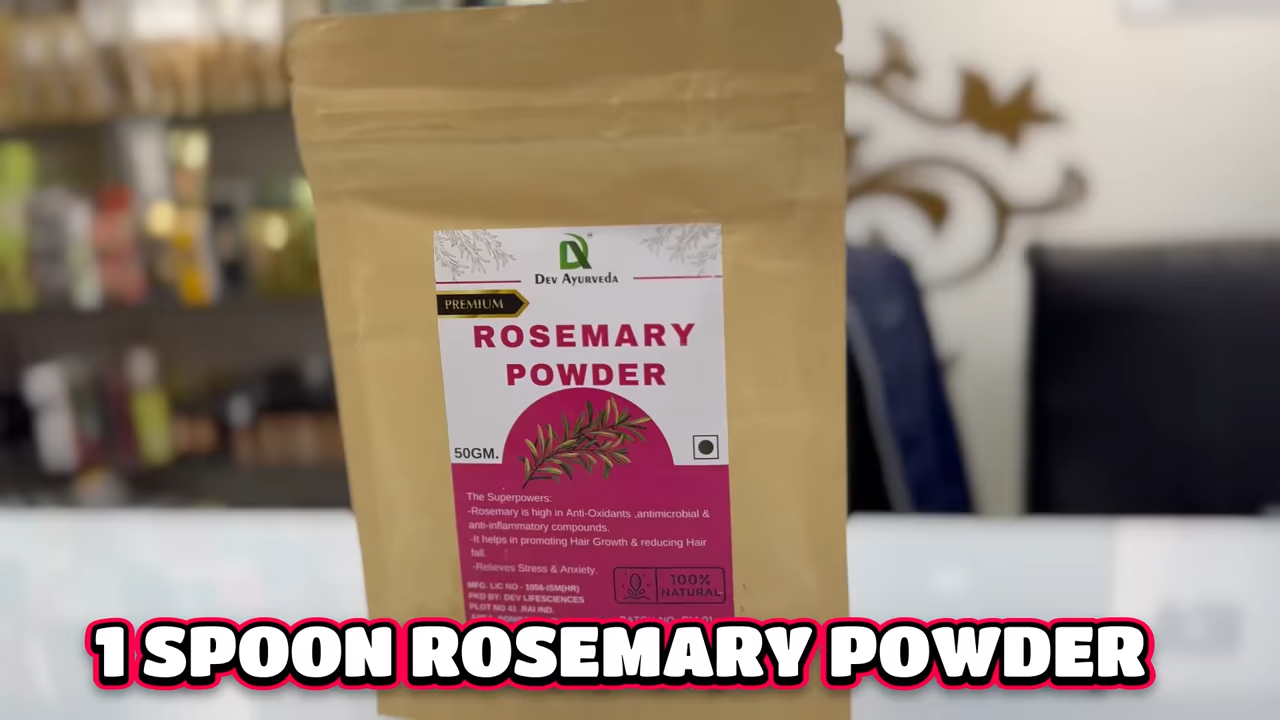 Dev Ayurveda
PREMIUM
ROSEMARY
POWDER
50GM.
The Superpowers:
-Rosemary is high in Anti-Oxidants ,antimicrobial &
anti-inflammatory compounds.
-It helps in promoting Hair Growth & reducing Hair
fall.
-Relieves Stress & Anxiety.
100%
NATURAL
MFG. LIC NO - 1056-ISM(HR)
PKD BY: DEV LIFESCIENCES
PLOT NO 41 ,RAI IND.
1 SPOON ROSEMARY POWDER